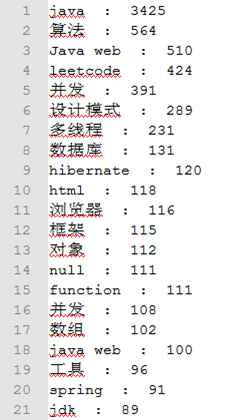 1 java : 3425
2 算法 : 564
3 Java web : 510
4 leetcode : 424
5 并发 : 391
6 设计模式 : 289
7 多线程 : 231
8 数据库 : 131
9 hibernate : 120
10 html : 118
11 浏览器 : 116
12 框架 : 115
13 对象 : 112
14 null : 111
15 function : 111
16 并发 : 108
17 数组 : 102
18 java web : 100
19 工具 : 96
20 spring : 91
21 jdk : 89